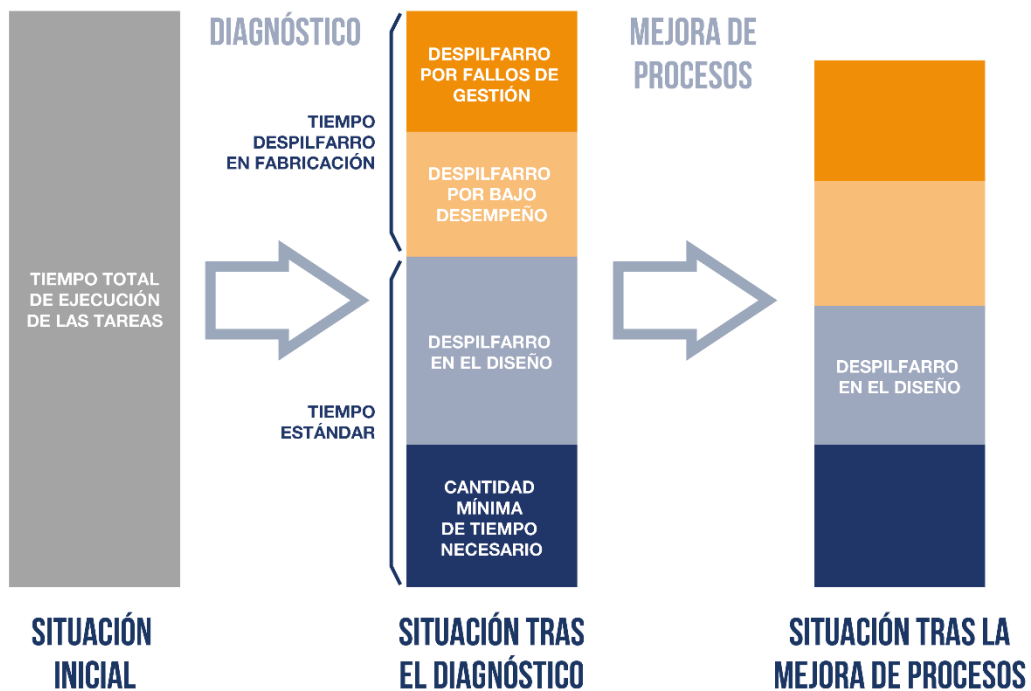 DIAGNÓSTICO
MEJORA DE
PROCESOS
TIEMPO TOTAL
DE EJECUCIÓN
DE LAS TAREAS
TIEMPO
DESPILFARRO
EN FABRICACIÓN
TIEMPO
ESTÁNDAR
DESPILFARRO
POR FALLOS DE
GESTIÓN
DESPILFARRO
POR BAJO
DESEMPEÑO
DESPILFARRO
EN EL DISEÑO
CANTIDAD
MÍNIMA
DE TIEMPO
NECESARIO
DESPILFARRO
EN EL DISEÑO
SITUACIÓN
INICIAL
SITUACIÓN TRAS
EL DIAGNÓSTICO
SITUACIÓN TRAS LA
MEJORA DE PROCESOS